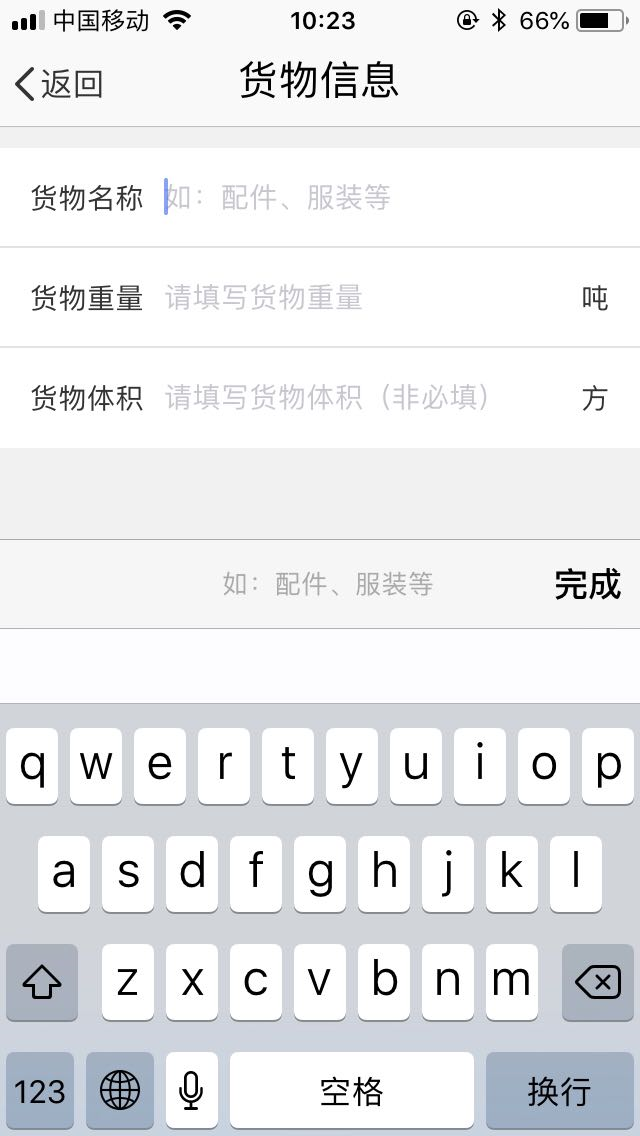 中国移动 10:23 66%
返回 货物信息
货物名称 如：配件、服装等
货物重量 请填写货物重量 吨
货物体积 请填写货物体积（非必填） 方
如：配件、服装等 完成
q w e r t y u i o p
a s d f g h j k l
z x c v b n m
123 空格 换行